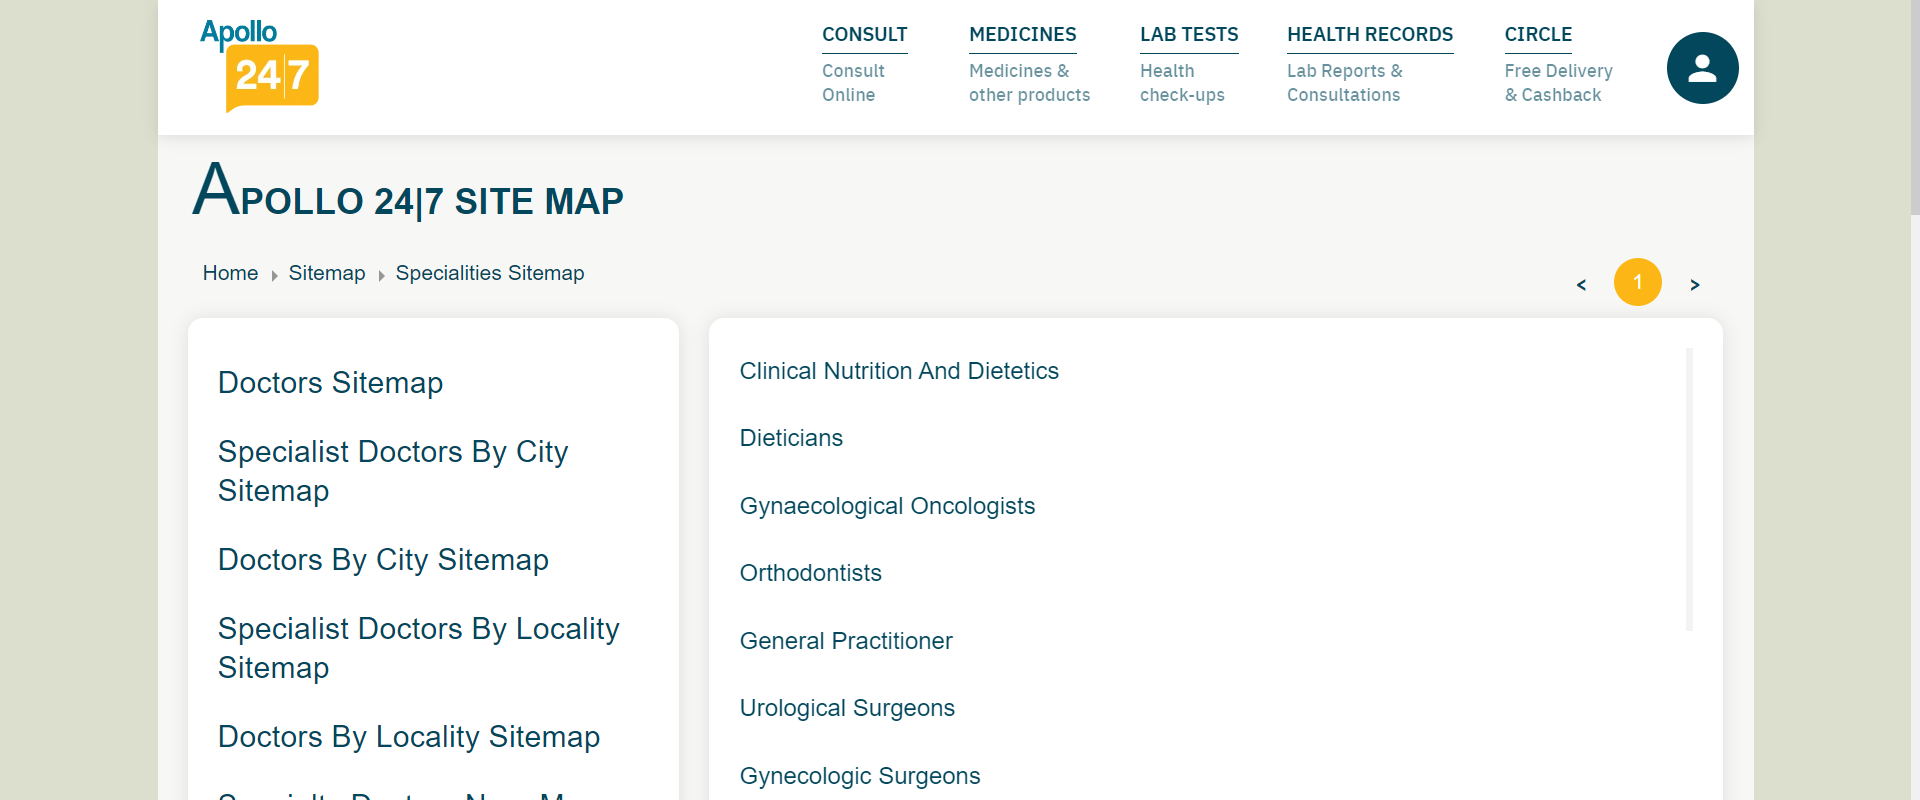 Apollo
24|7
CONSULT
Consult
Online
MEDICINES
Medicines &
other products
LAB TESTS
Health
check-ups
HEALTH RECORDS
Lab Reports &
Consultations
CIRCLE
Free Delivery
& Cashback
APOLLO 24|7 SITE MAP
Home Sitemap Specialities Sitemap
< 1 >
Doctors Sitemap
Specialist Doctors By City
Sitemap
Doctors By City Sitemap
Specialist Doctors By Locality
Sitemap
Doctors By Locality Sitemap
Clinical Nutrition And Dietetics
Dieticians
Gynaecological Oncologists
Orthodontists
General Practitioner
Urological Surgeons
Gynecologic Surgeons